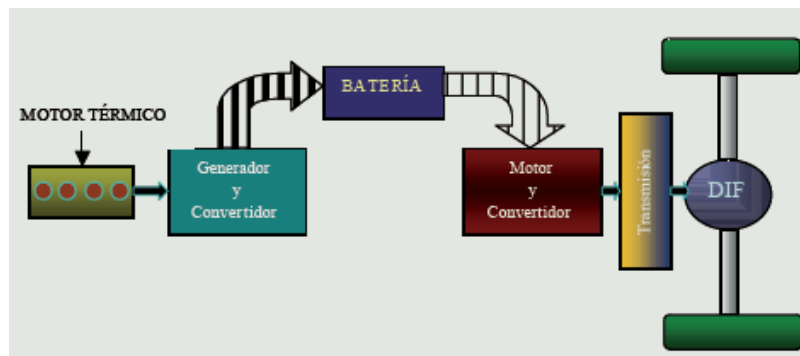 MOTOR TÉRMICO
Generador
y
Convertidor
BATERÍA
Motor
y
Convertidor
Transmisión
DIF